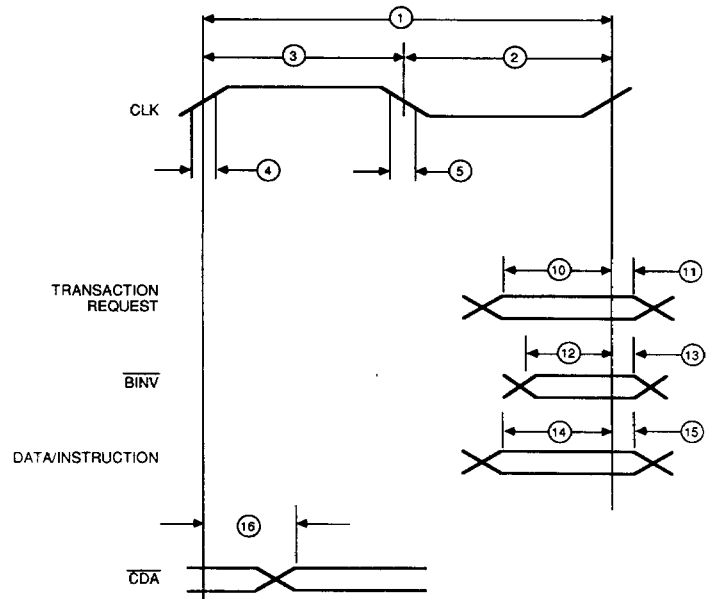 1
3
2
CLK
4
5
10
11
TRANSACTION
REQUEST
12
13
BINV
14
15
DATA/INSTRUCTION
16
CDA